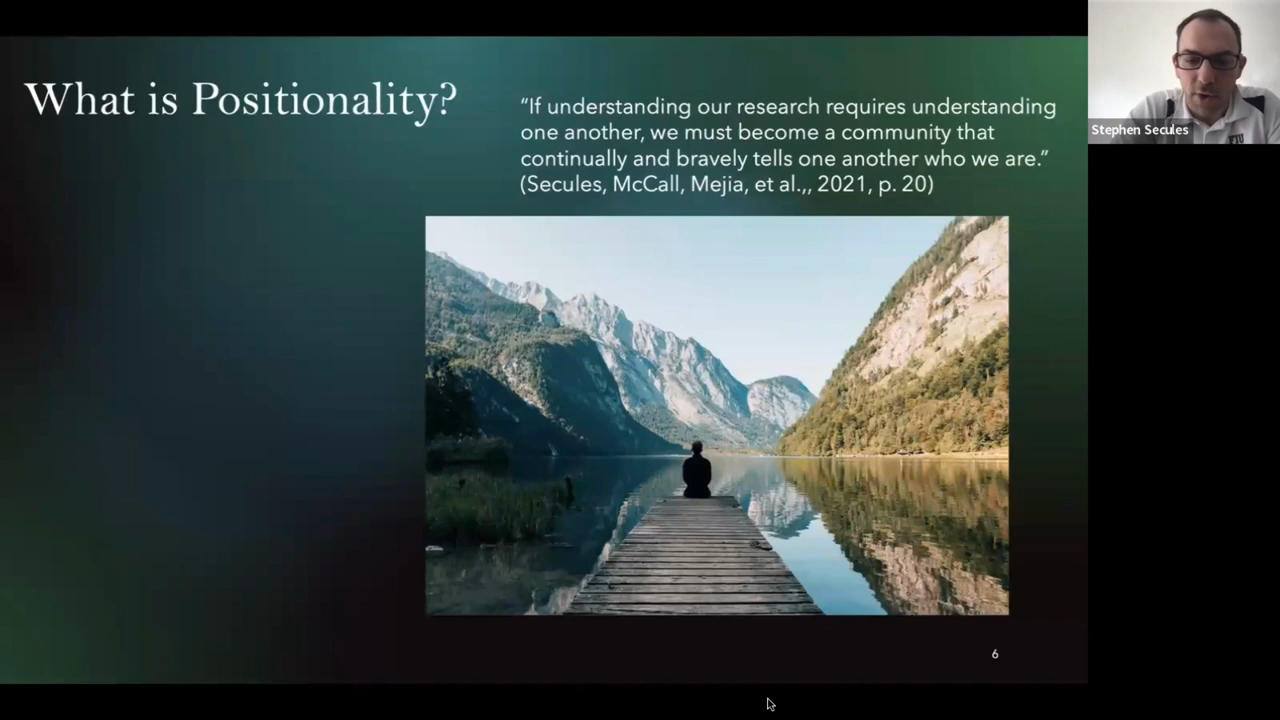 What is Positionality?
“If understanding our research requires understanding
one another, we must become a community that
continually and bravely tells one another who we are.”
(Secules, McCall, Mejia, et al.,, 2021, p. 20)
6
Stephen Secules
FIU